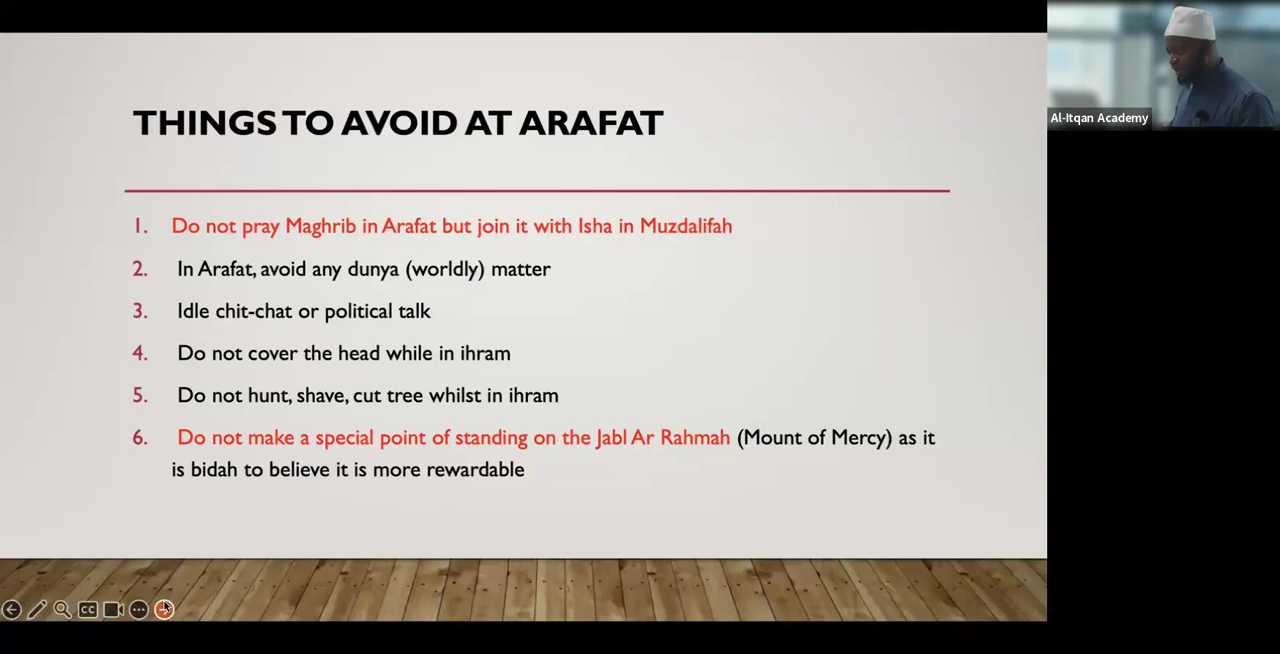 THINGS TO AVOID AT ARAFAT
1. Do not pray Maghrib in Arafat but join it with Isha in Muzdalifah
2. In Arafat, avoid any dunya (worldly) matter
3. Idle chit-chat or political talk
4. Do not cover the head while in ihram
5. Do not hunt, shave, cut tree whilst in ihram
6. Do not make a special point of standing on the Jabl Ar Rahmah (Mount of Mercy) as it
is bidah to believe it is more rewardable
Al-Itqan Academy
CC